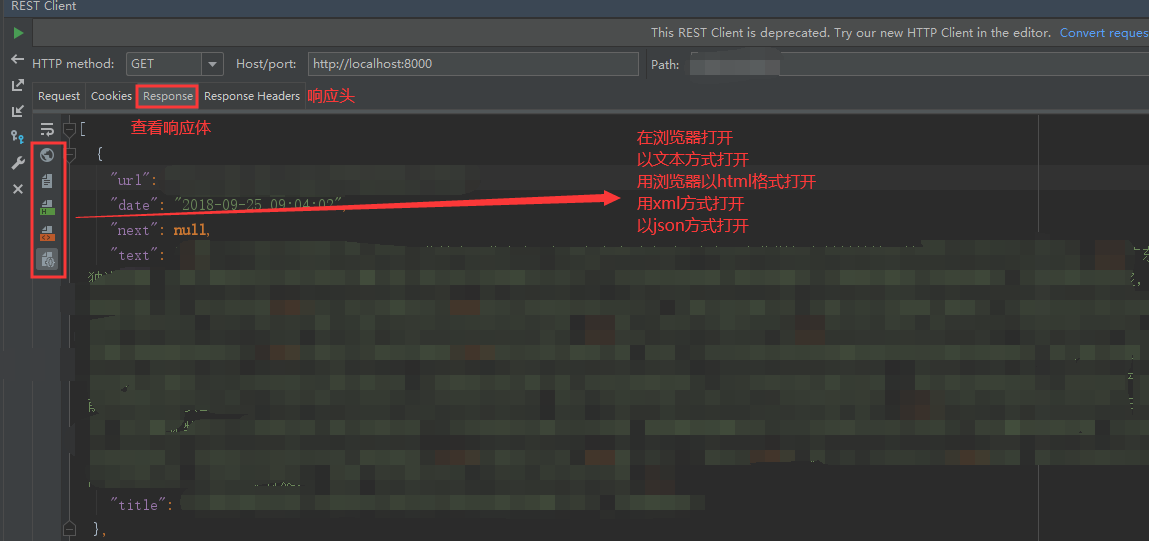 REST Client
This REST Client is deprecated. Try our new HTTP Client in the editor. Convert reques
HTTP method: GET Host/port: http://localhost:8000 Path:
Request Cookies Response Response Headers 响应头
查看响应体
[
{
"url":
"date": "2018-09-25 09:04:02",
"next": null,
"text":
"title":
},
在浏览器打开
以文本方式打开
用浏览器以html格式打开
用xml方式打开
以json方式打开